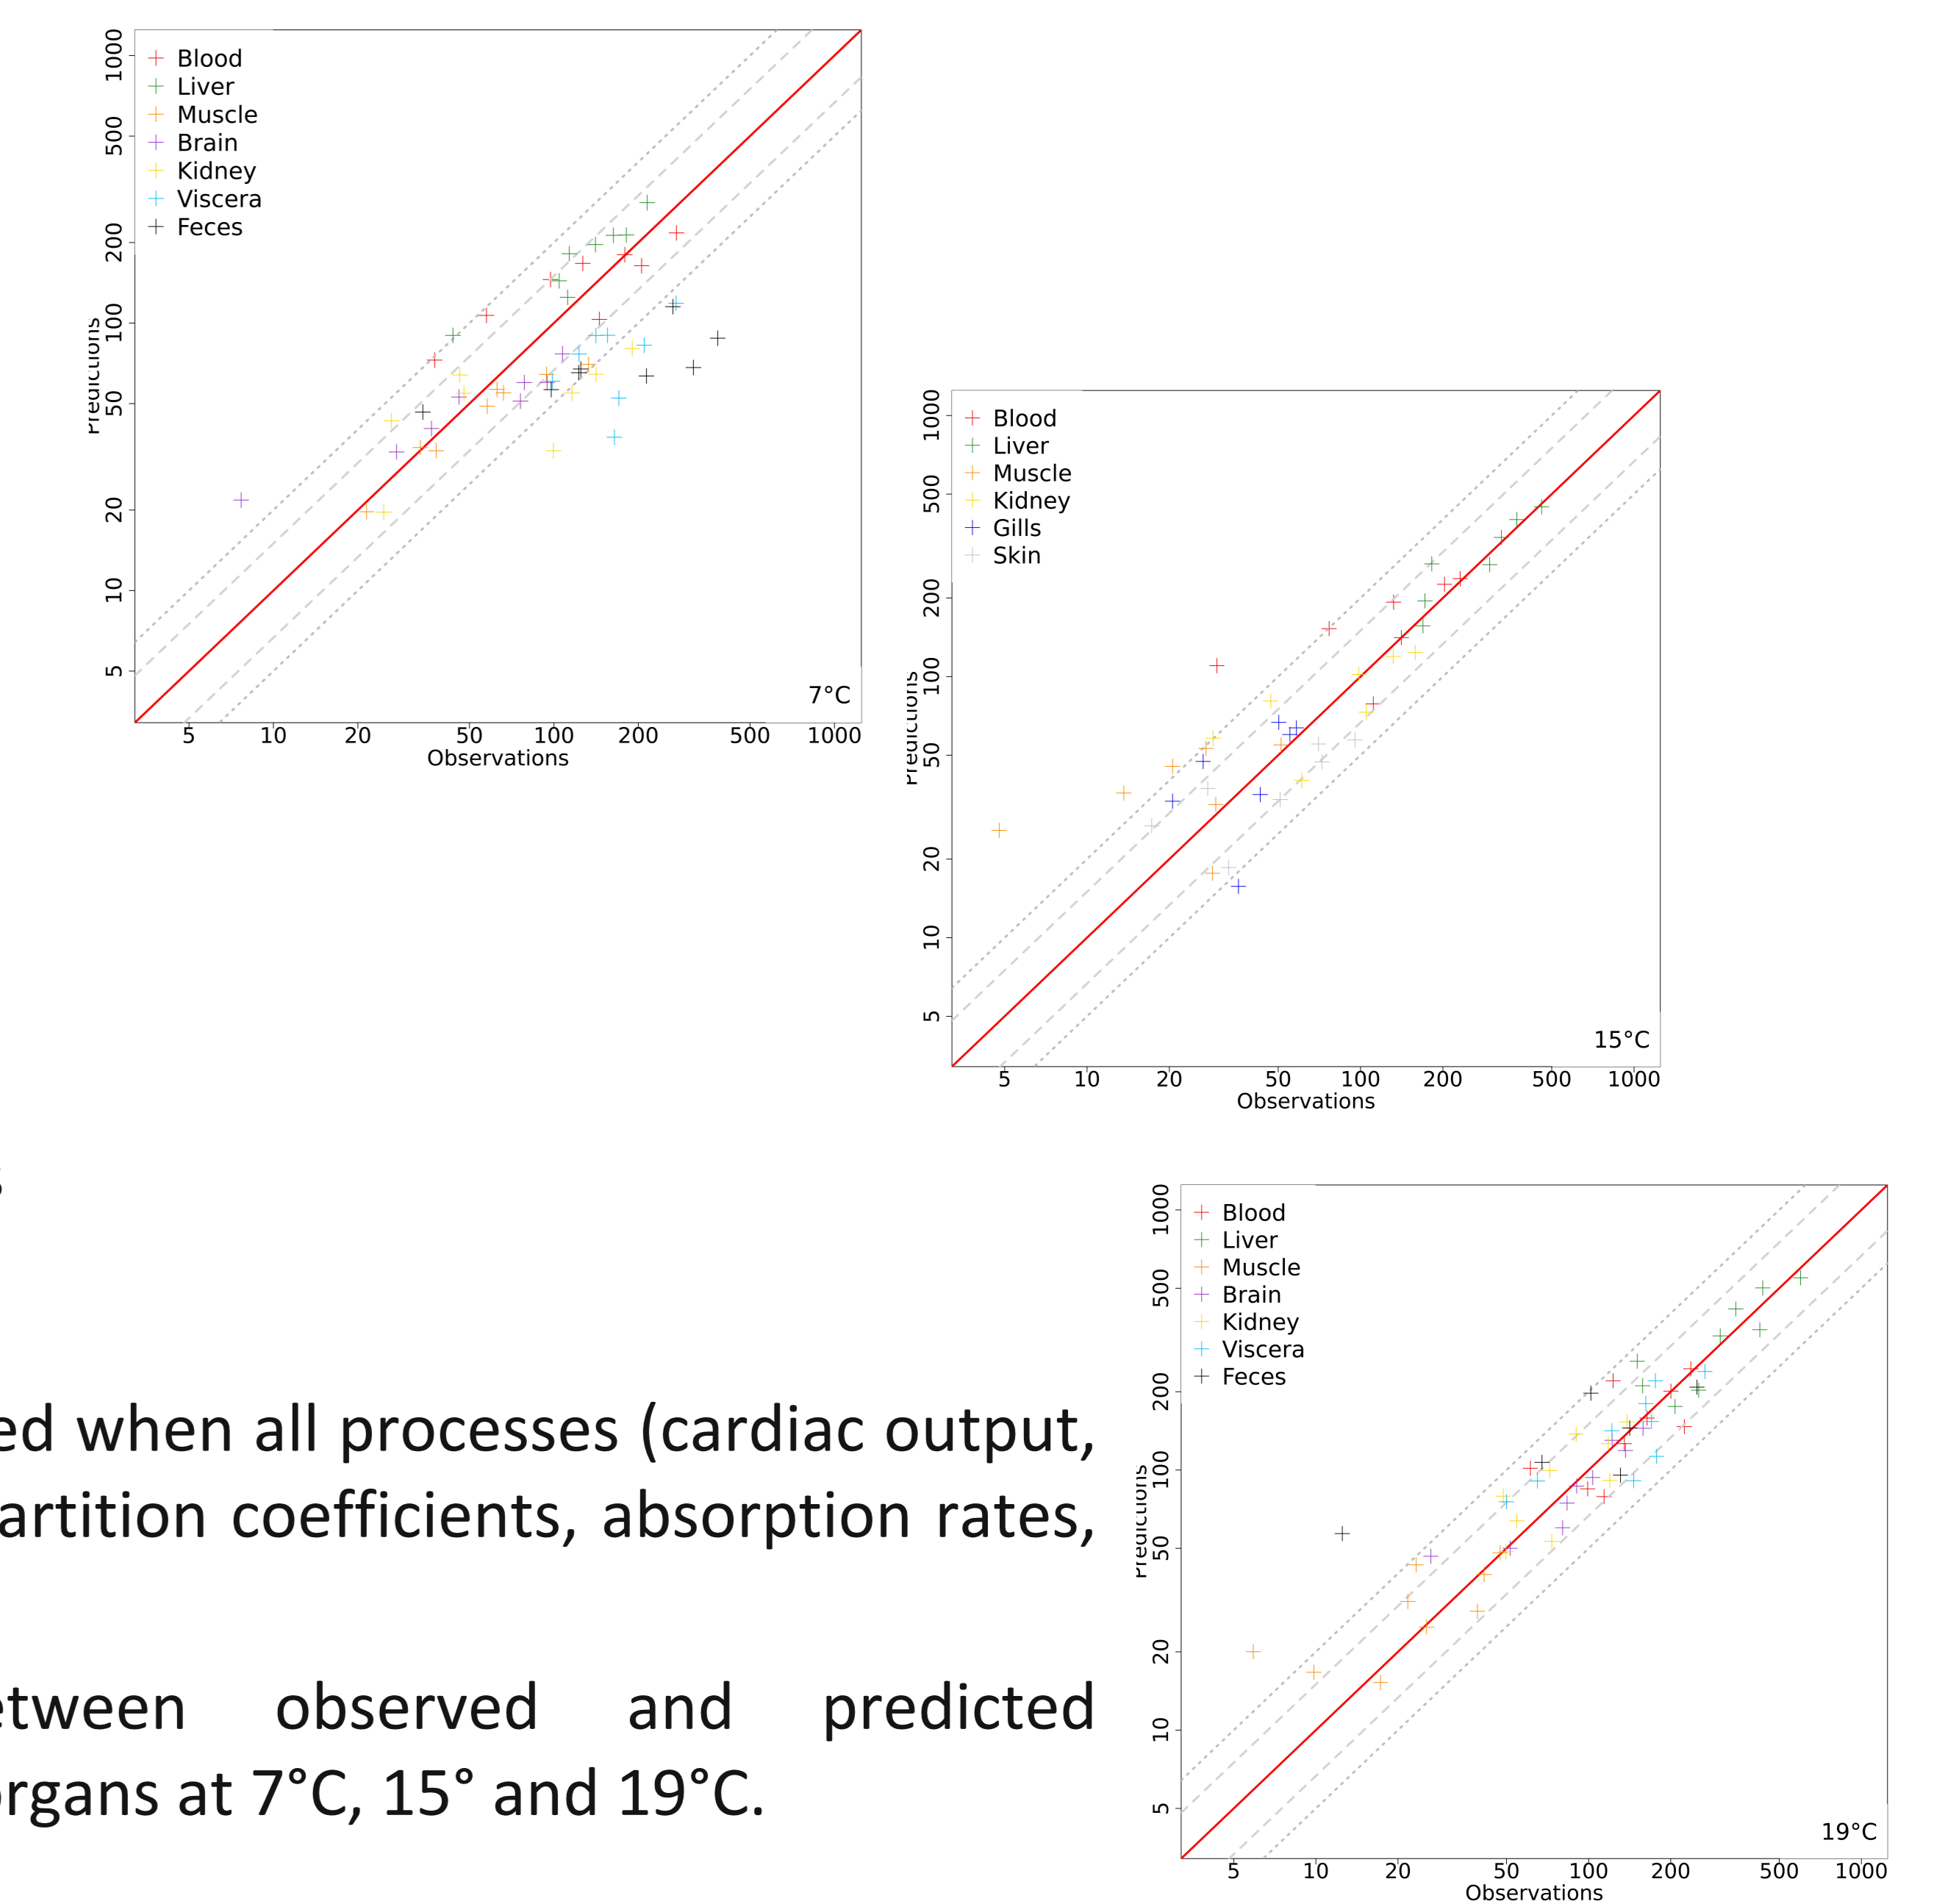 1000
500
200
100
50
20
10
5
Predictions
Blood
Liver
Muscle
Brain
Kidney
Viscera
Feces
7°C
5 10 20 50 100 200 500 1000
Observations
1000
500
200
100
50
20
10
5
Predictions
Blood
Liver
Muscle
Kidney
Gills
Skin
15°C
5 10 20 50 100 200 500 1000
Observations
s
1000
500
200
100
50
20
10
5
Predictions
Blood
Liver
Muscle
Brain
Kidney
Viscera
Feces
19°C
5 10 20 50 100 200 500 1000
Observations
ed when all processes (cardiac output,
artition coefficients, absorption rates,
etween observed and predicted
organs at 7°C, 15° and 19°C.